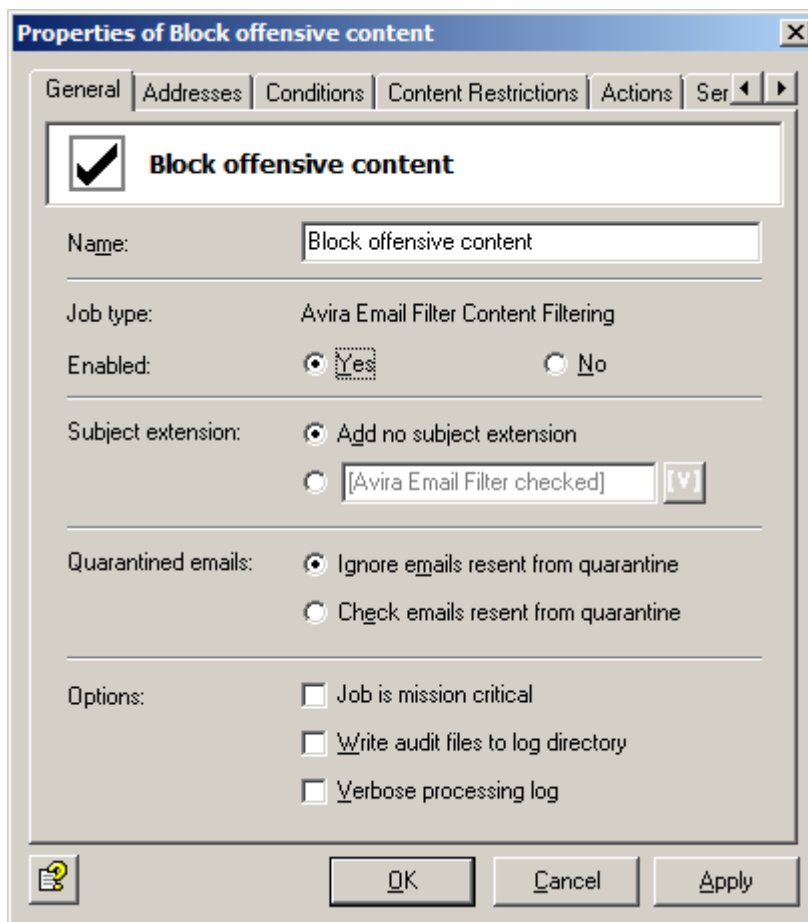 Properties of Block offensive content
General Addresses Conditions Content Restrictions Actions Ser
Block offensive content
Name: Block offensive content
Job type: Avira Email Filter Content Filtering
Enabled: Yes No
Subject extension: Add no subject extension
[Avira Email Filter checked] [V]
Quarantined emails: Ignore emails resent from quarantine
Check emails resent from quarantine
Options: Job is mission critical
Write audit files to log directory
Verbose processing log
OK Cancel Apply